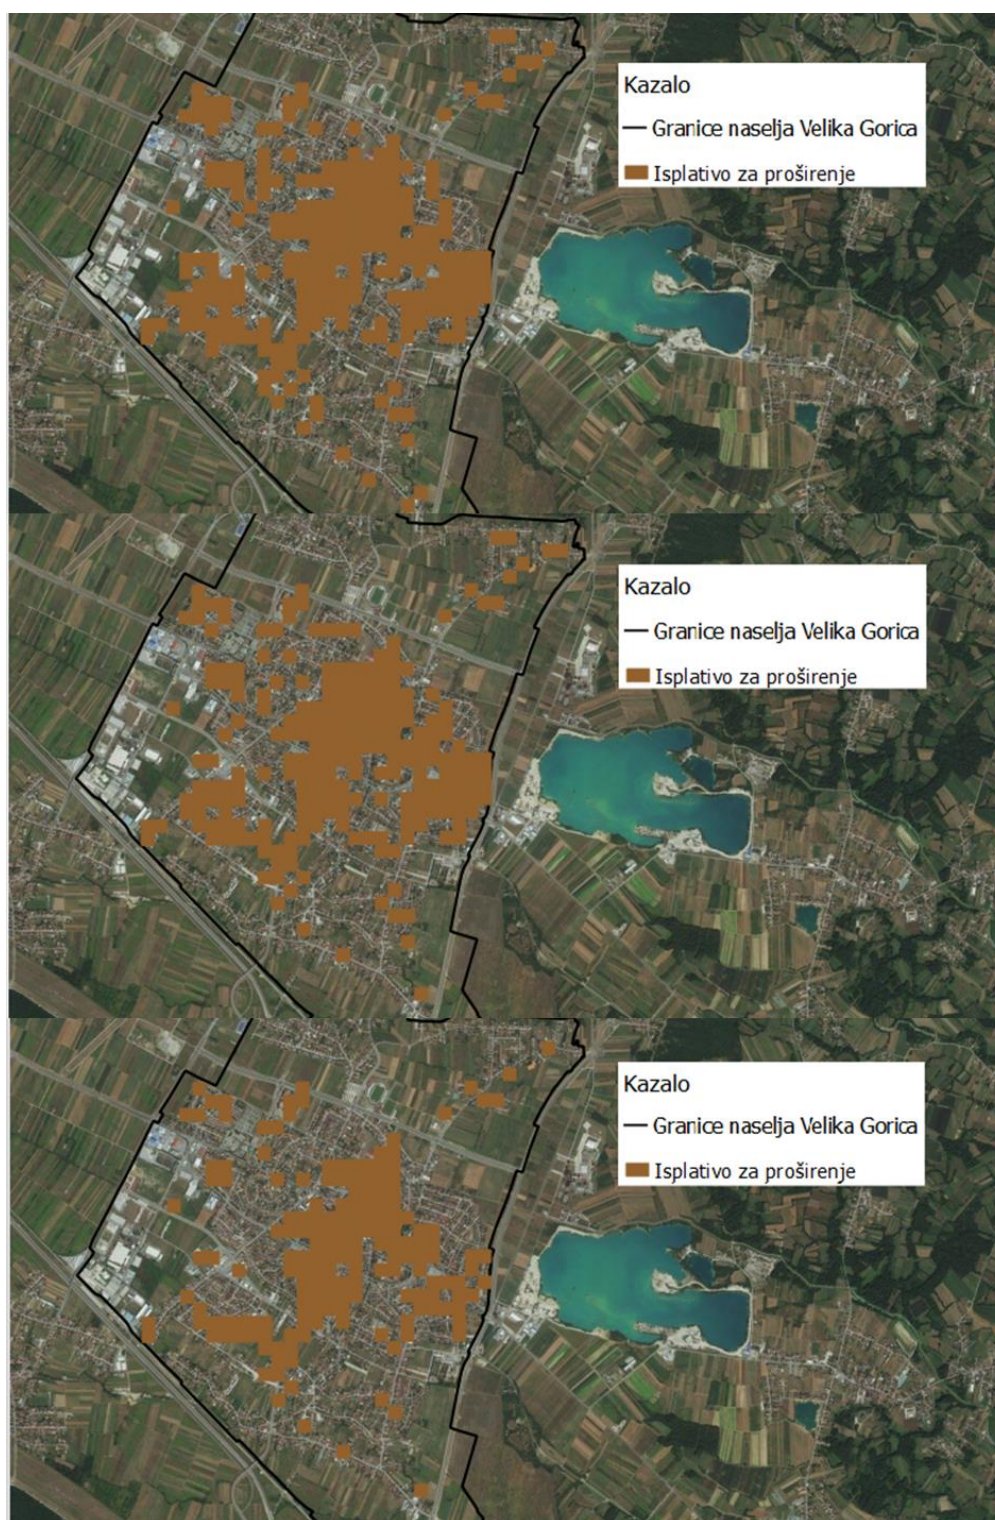 Kazalo
Granice naselja Velika Gorica
Isplativo za proširenje
Kazalo
Granice naselja Velika Gorica
Isplativo za proširenje
Kazalo
Granice naselja Velika Gorica
Isplativo za proširenje